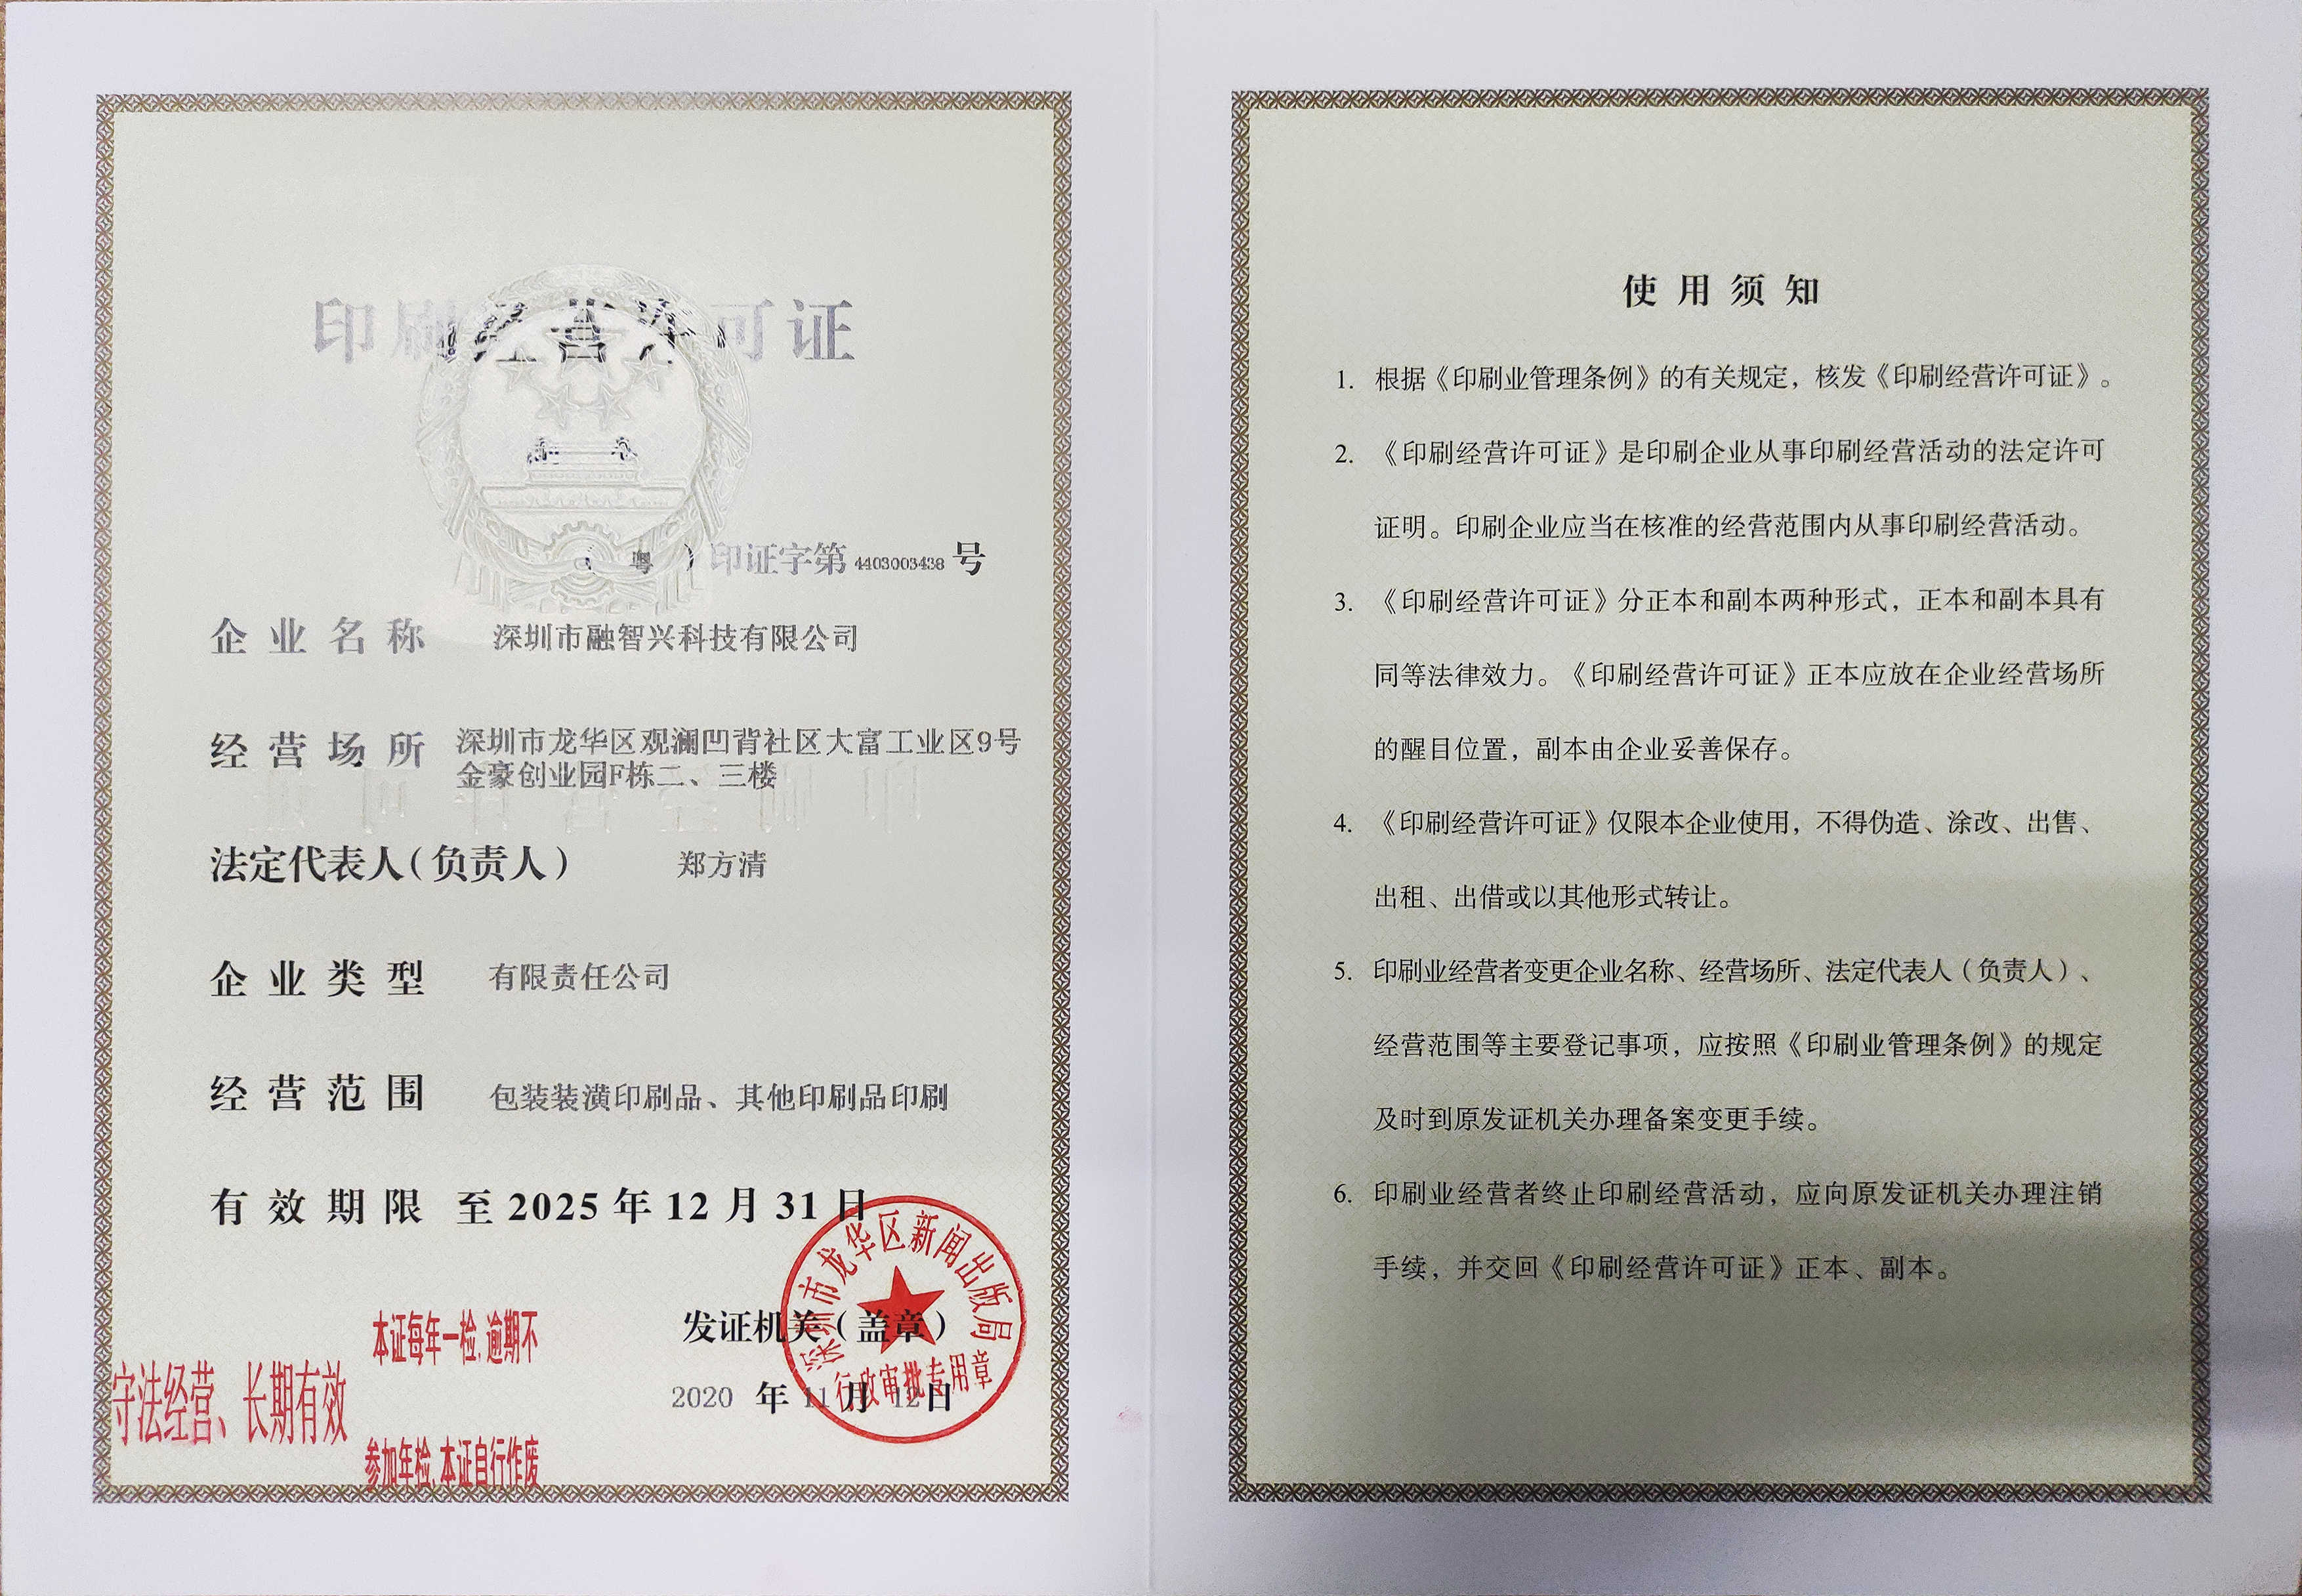 印刷经营许可证
（粤）印证字第 4403003438 号
企业名称 深圳市融智兴科技有限公司
经营场所 深圳市龙华区观澜凹背社区大富工业区9号
金豪创业园F栋二、三楼
法定代表人（负责人） 郑方清
企业类型 有限责任公司
经营范围 包装装潢印刷品、其他印刷品印刷
有效期限 至 2025 年 12 月 31 日
发证机关（盖章）
2020 年 11 月 12 日
深圳市龙华区新闻出版局
行政审批专用章
本证每年一检,逾期不
参加年检,本证自行作废
守法经营、长期有效
使用须知
1. 根据《印刷业管理条例》的有关规定，核发《印刷经营许可证》。
2. 《印刷经营许可证》是印刷企业从事印刷经营活动的法定许可
证明。印刷企业应当在核准的经营范围内从事印刷经营活动。
3. 《印刷经营许可证》分正本和副本两种形式，正本和副本具有
同等法律效力。《印刷经营许可证》正本应放在企业经营场所
的醒目位置，副本由企业妥善保存。
4. 《印刷经营许可证》仅限本企业使用，不得伪造、涂改、出售、
出租、出借或以其他形式转让。
5. 印刷业经营者变更企业名称、经营场所、法定代表人（负责人）、
经营范围等主要登记事项，应按照《印刷业管理条例》的规定
及时到原发证机关办理备案变更手续。
6. 印刷业经营者终止印刷经营活动，应向原发证机关办理注销
手续，并交回《印刷经营许可证》正本、副本。